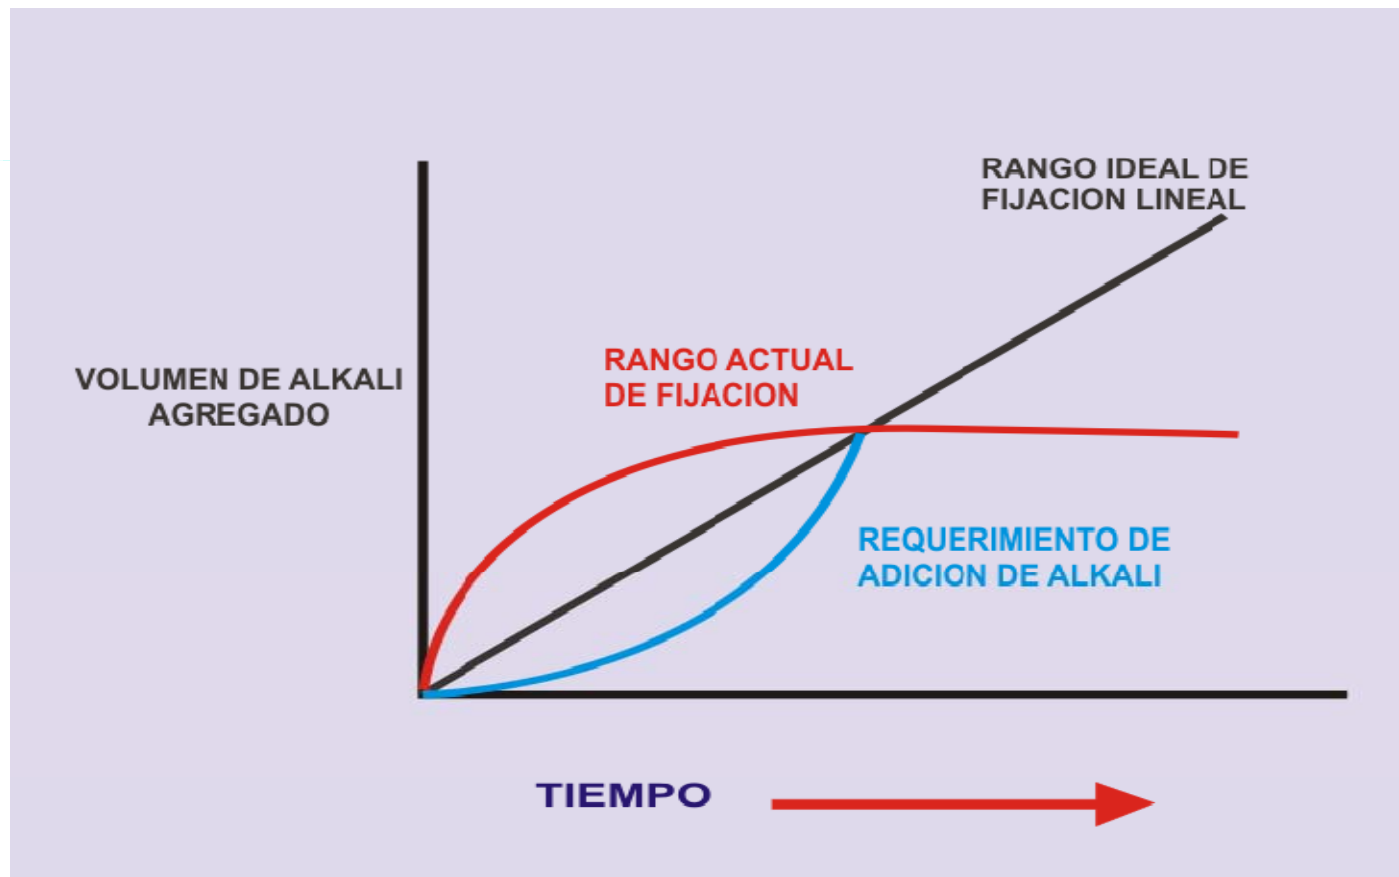 RANGO IDEAL DE
FIJACION LINEAL
RANGO ACTUAL
DE FIJACION
VOLUMEN DE ALKALI
AGREGADO
REQUERIMIENTO DE
ADICION DE ALKALI
TIEMPO